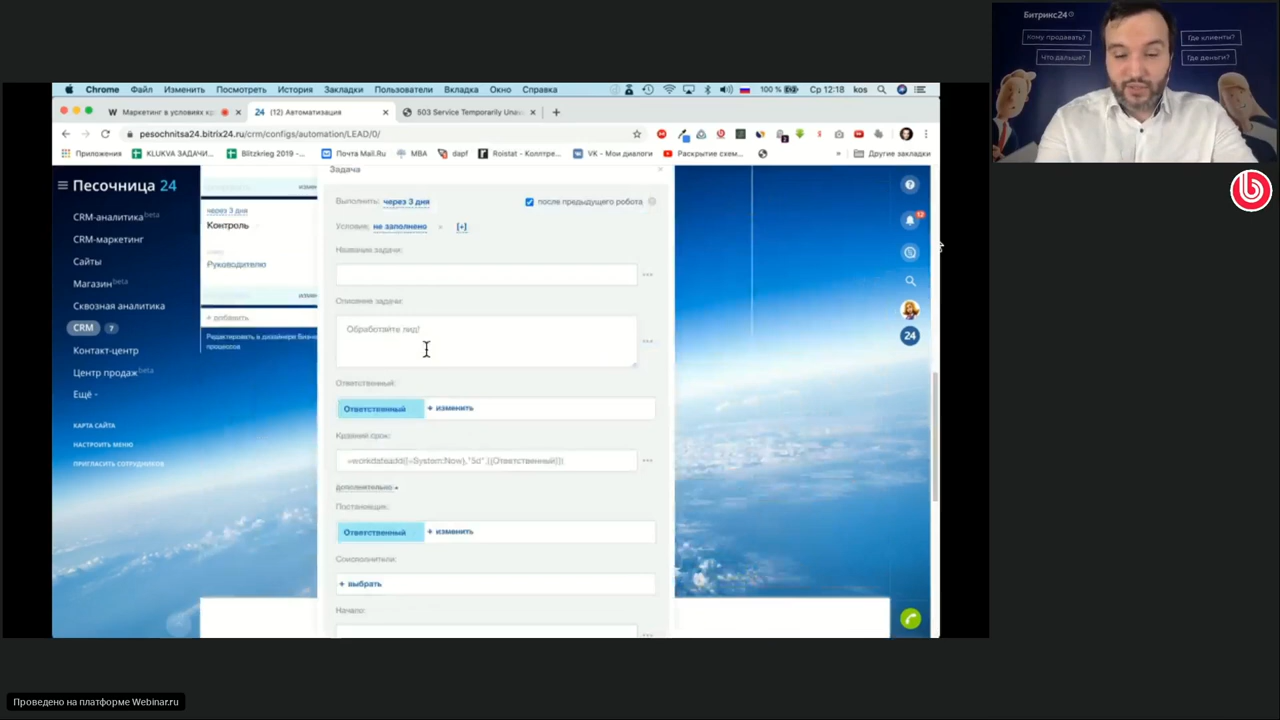 Битрикс24
Кому продавать?
Где клиенты?
Что дальше?
Где деньги?
Chrome Файл Изменить Посмотреть История Закладки Пользователи Вкладка Окно Справка 100 % Ср 12:18 kos
W Маркетинг в условиях кр
24 (12) Автоматизация
503 Service Temporarily Una
pesochnitsa24.bitrix24.ru/crm/configs/automation/LEAD/0/
Приложения KLUKVA ЗАДАЧИ... Blitzkrieg 2019 -... Почта Mail.Ru MBA dapf Roistat - Коллтре... VK - Мои диалоги Раскрытие схем... » Другие закладки
Песочница 24
CRM-аналитика beta
CRM-маркетинг
Сайты
Магазин beta
Сквозная аналитика
CRM ?
Контакт-центр
Центр продаж beta
Ещё
КАРТА САЙТА
НАСТРОИТЬ МЕНЮ
ПРИГЛАСИТЬ СОТРУДНИКОВ
через 3 дня
Контроль
Руководителю
+ добавить
Редактировать в дизайнере
процессов
Задача
Выполнить: через 3 дня
после предыдущего робота
Условие: не заполнено [+]
Название задачи:
Описание задачи:
Обработайте лид!
Ответственный:
Ответственный + изменить
Крайний срок:
=workdateadd({=System:Now},"3d",{{Ответственный}})
дополнительно
Постановщик:
Ответственный + изменить
Соисполнители:
+ выбрать
Начало:
? 
12
24
Проведено на платформе Webinar.ru